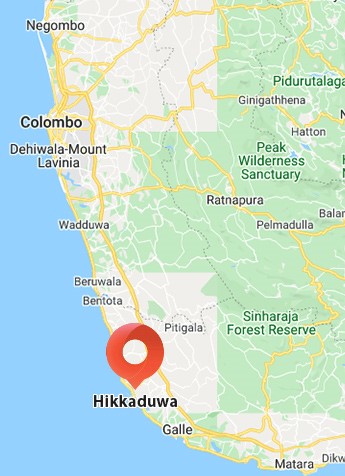 Negombo
Pidurutalaga
Ginigathhena
Colombo
Hatton
Dehiwala-Mount
Lavinia
Peak
Wilderness
Sanctuary
Ratnapura
Balan
Wadduwa
Pelmadulla
Beruwala
Bentota
Sinharaja
Forest Reserve
Pitigala
Hikkaduwa
Galle
Matara
Dikw